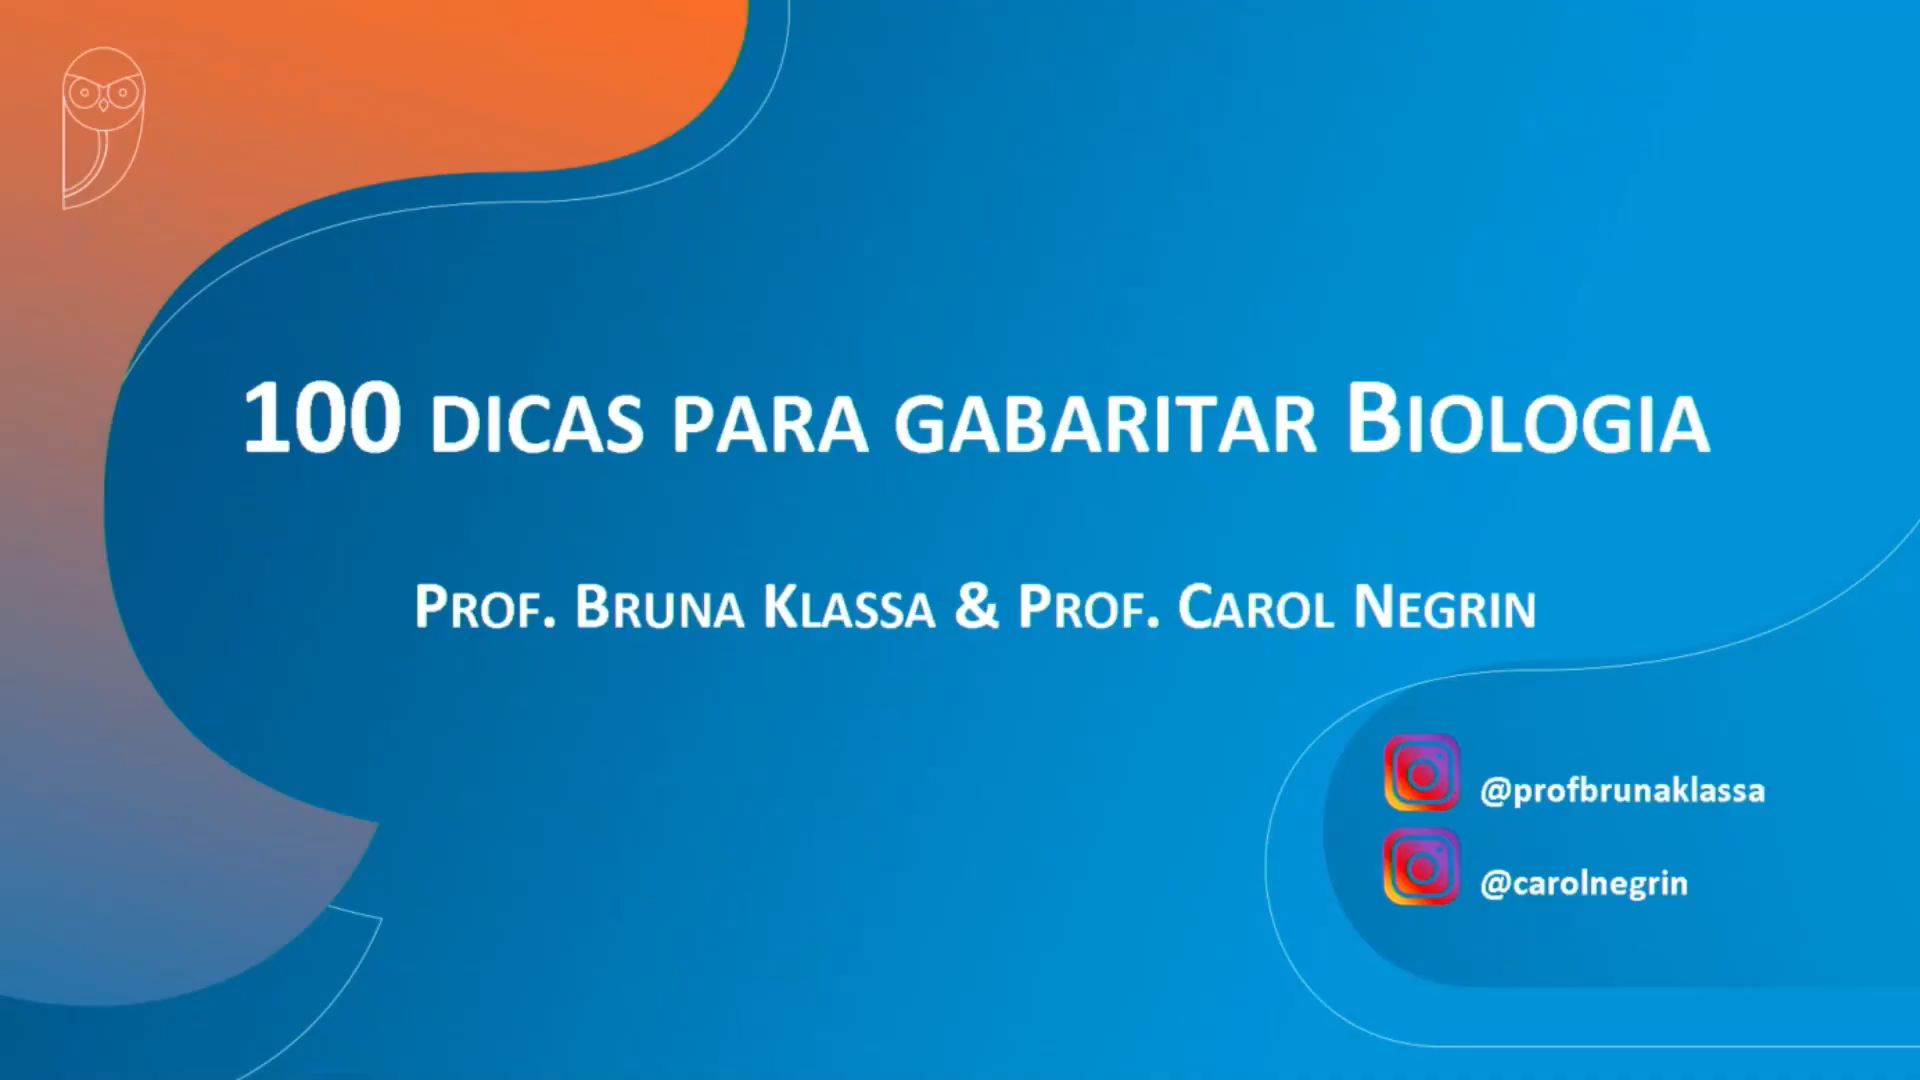 100 DICAS PARA GABARITAR BIOLOGIA
PROF. BRUNA KLASSA & PROF. CAROL NEGRIN
@profbrunaklassa
@carolnegrin